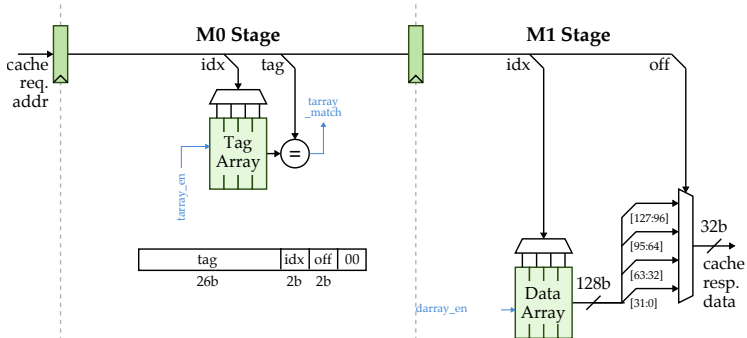 M0 Stage
M1 Stage
cache
req.
addr
idx
tag
idx
off
tarray
_match
Tag
Array
=
tarray_en
[127:96]
[95:64]
[63:32]
[31:0]
32b
cache
resp.
data
tag
idx
off
00
26b
2b
2b
128b
Data
Array
darray_en